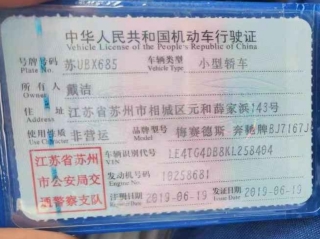 中华人民共和国机动车行驶证
Vehicle License of the People's Republic of China
号牌号码 苏UBX685 车辆类型 小型轿车
Plate No. Vehicle Type
所有人 戴洁
Owner
住址 江苏省苏州市相城区元和薛家浜143号
Address
使用性质 非营运 品牌型号 梅赛德斯 奔驰牌BJ7167J
Use Character Model
江苏省苏州
市公安局交
通警察支队
车辆识别代号 LE4TG4DB8KL258404
VIN
发动机号码 10258681
Engine No.
注册日期 2019-06-19 发证日期 2019-06-19